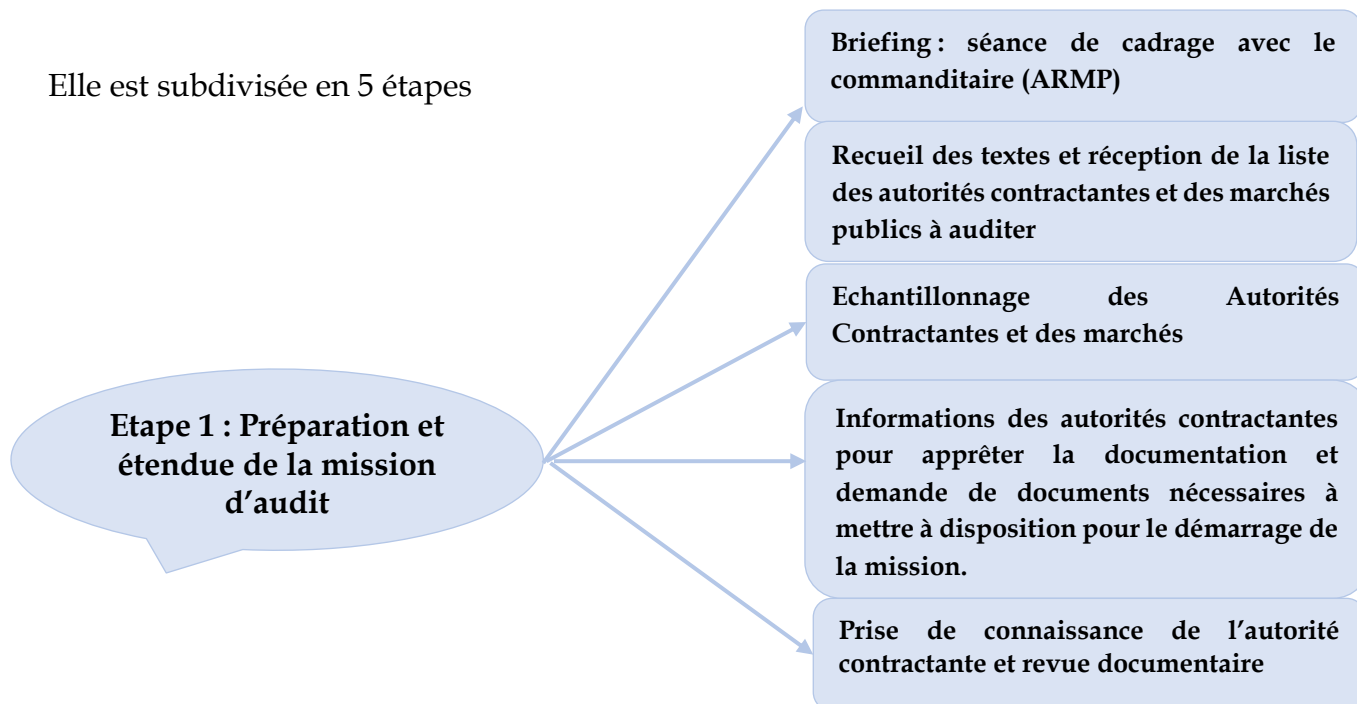 Elle est subdivisée en 5 étapes
Etape 1 : Préparation et
étendue de la mission
d’audit
Briefing : séance de cadrage avec le
commanditaire (ARMP)
Recueil des textes et réception de la liste
des autorités contractantes et des marchés
publics à auditer
Echantillonnage des Autorités
Contractantes et des marchés
Informations des autorités contractantes
pour apprêter la documentation et
demande de documents nécessaires à
mettre à disposition pour le démarrage de
la mission.
Prise de connaissance de l’autorité
contractante et revue documentaire